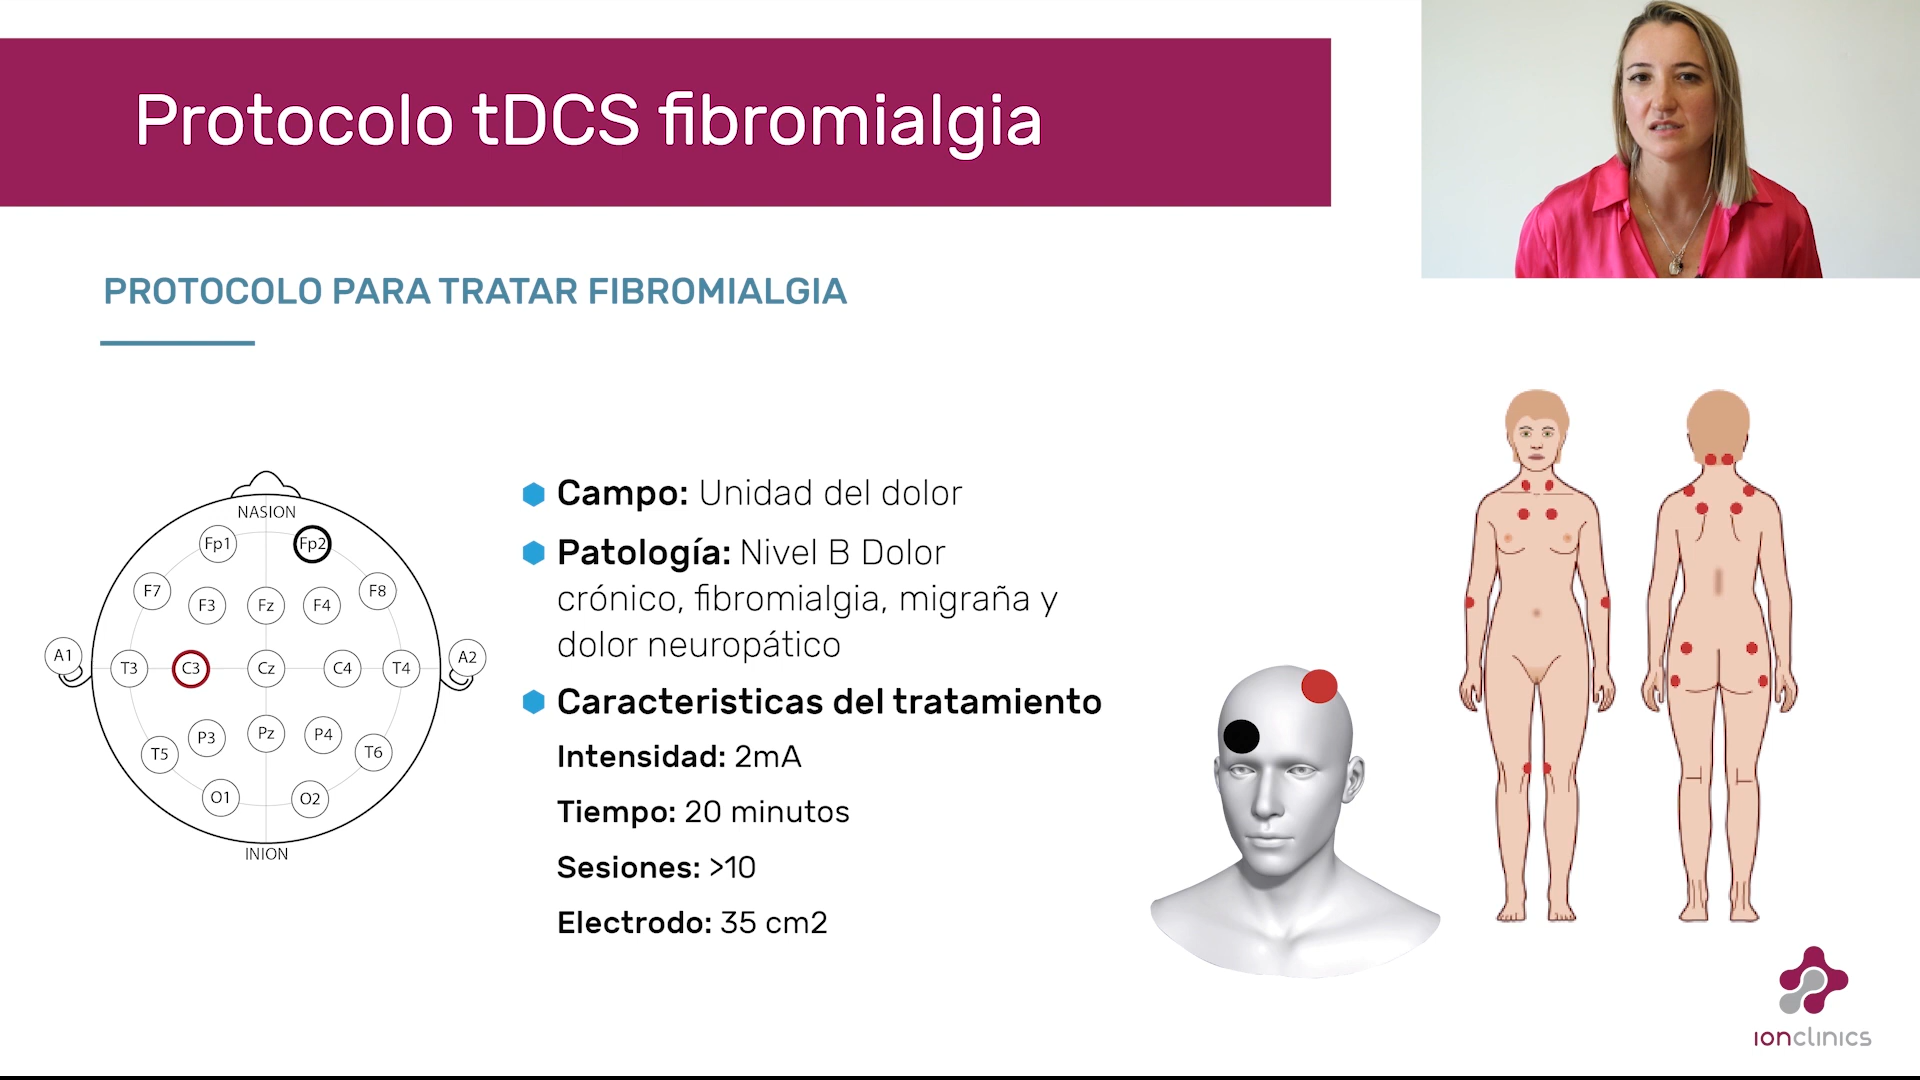 Protocolo tDCS fibromialgia
PROTOCOLO PARA TRATAR FIBROMIALGIA
NASION
Fp1 Fp2
F7 F3 Fz F4 F8
A1 T3 C3 Cz C4 T4 A2
T5 P3 Pz P4 T6
O1 O2
INION
Campo: Unidad del dolor
Patología: Nivel B Dolor
crónico, fibromialgia, migraña y
dolor neuropático
Caracteristicas del tratamiento
Intensidad: 2mA
Tiempo: 20 minutos
Sesiones: >10
Electrodo: 35 cm2
ionclinics